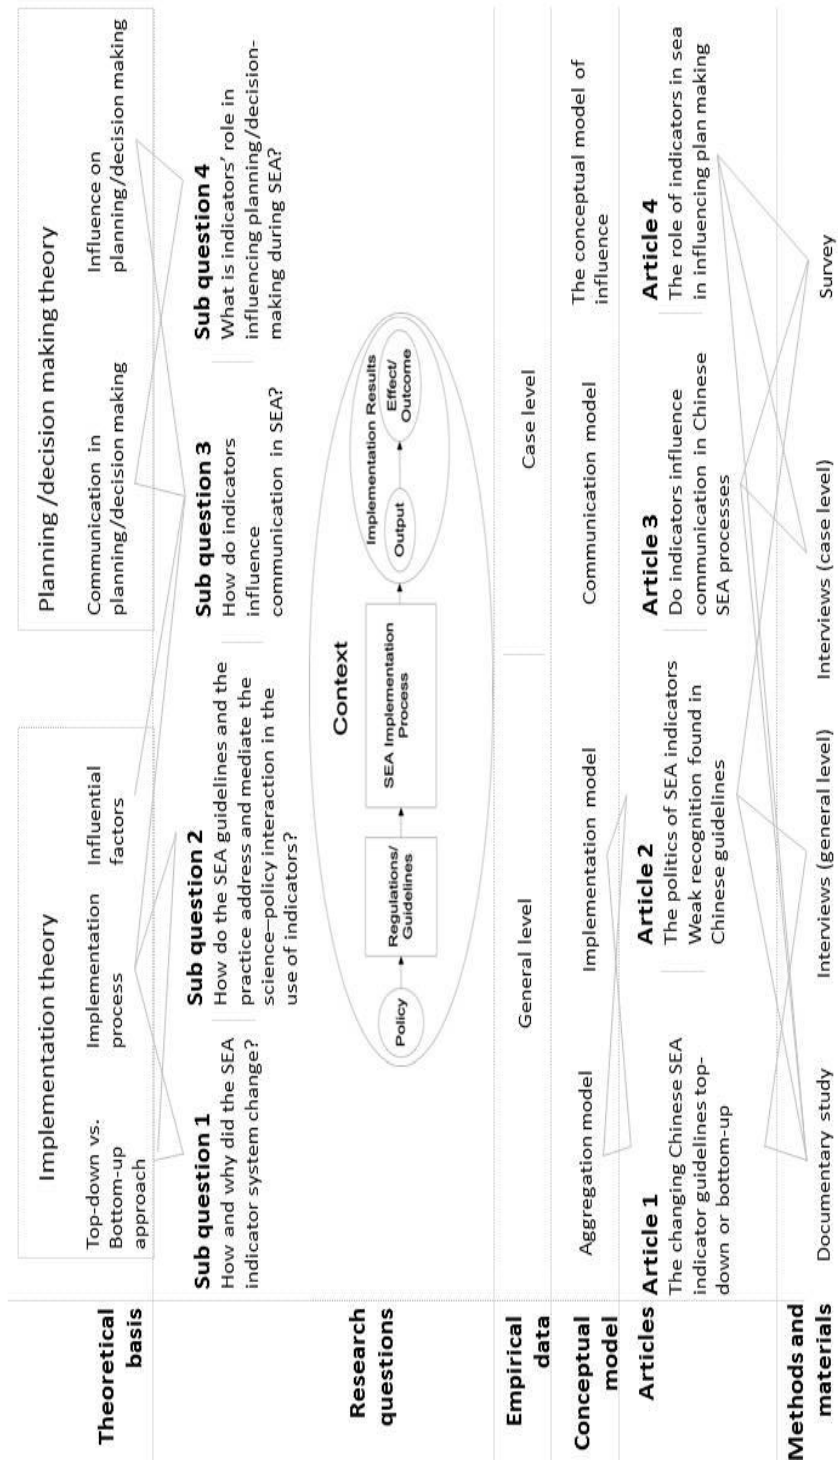 Theoretical
basis
Implementation theory
Top-down vs.
Bottom-up
approach
Implementation
process
Influential
factors
Planning /decision making theory
Communication in
planning/decision making
Influence on
planning/decision making
Research
questions
Sub question 1
How and why did the SEA
indicator system change?
Sub question 2
How do the SEA guidelines and the
practice address and mediate the
science–policy interaction in the
use of indicators?
Sub question 3
How do indicators
influence
communication in SEA?
Sub question 4
What is indicators' role in
influencing planning/decision-
making during SEA?
Context
Policy
Regulations/
Guidelines
SEA Implementation
Process
Implementation Results
Output
Effect/
Outcome
Empirical
data
General level
Case level
Conceptual
model
Aggregation model
Implementation model
Communication model
The conceptual model of
influence
Articles
Article 1
The changing Chinese SEA
indicator guidelines top-
down or bottom-up
Article 2
The politics of SEA indicators
Weak recognition found in
Chinese guidelines
Article 3
Do indicators influence
communication in Chinese
SEA processes
Article 4
The role of indicators in sea
in influencing plan making
Methods and
materials
Documentary study
Interviews (general level)
Interviews (case level)
Survey